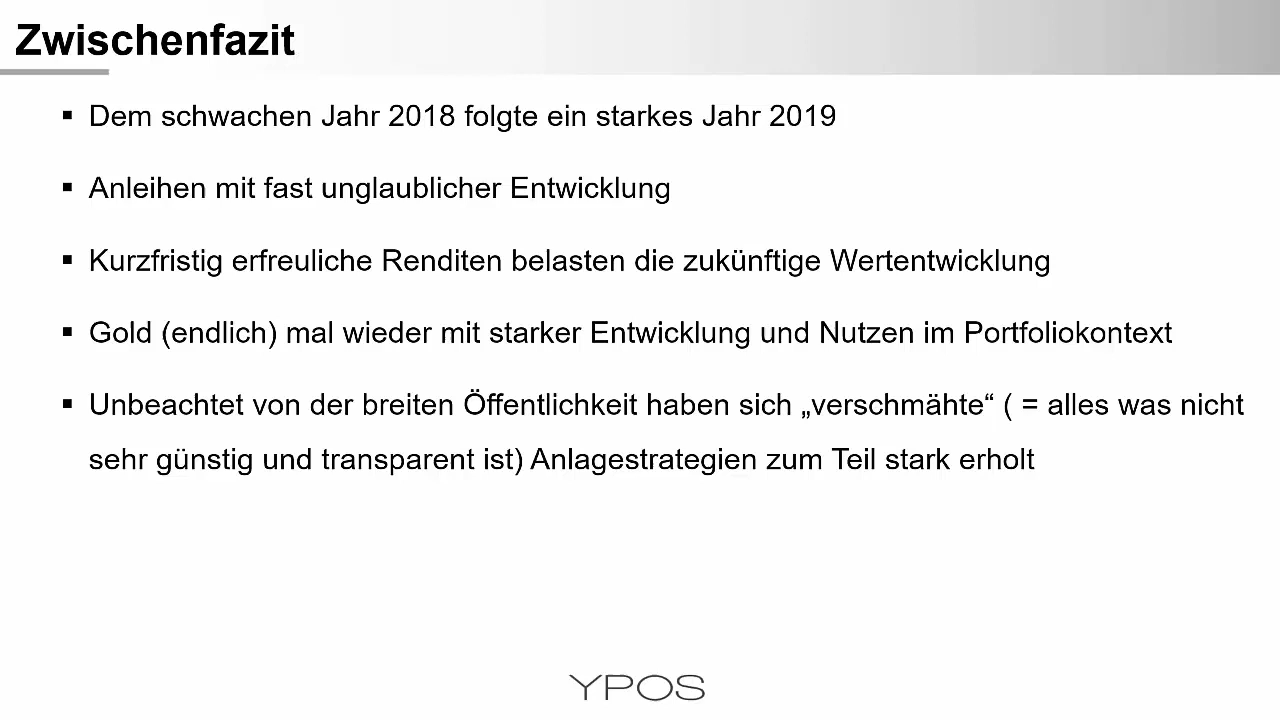 Zwischenfazit
▪ Dem schwachen Jahr 2018 folgte ein starkes Jahr 2019
▪ Anleihen mit fast unglaublicher Entwicklung
▪ Kurzfristig erfreuliche Renditen belasten die zukünftige Wertentwicklung
▪ Gold (endlich) mal wieder mit starker Entwicklung und Nutzen im Portfoliokontext
▪ Unbeachtet von der breiten Öffentlichkeit haben sich „verschmähte“ ( = alles was nicht
sehr günstig und transparent ist) Anlagestrategien zum Teil stark erholt
YPOS